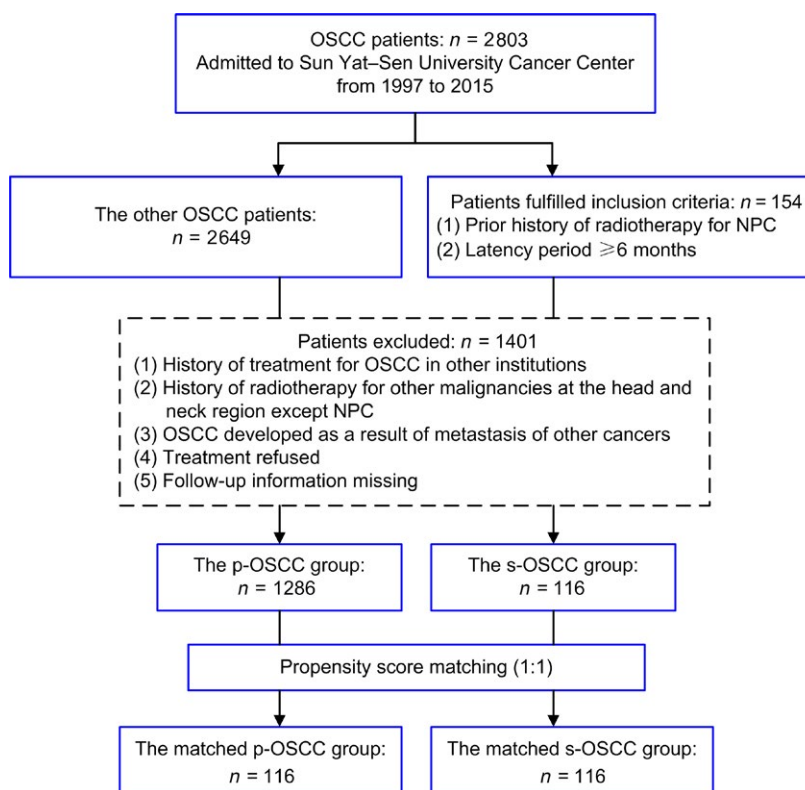 OSCC patients: n = 2803
Admitted to Sun Yat–Sen University Cancer Center
from 1997 to 2015
The other OSCC patients:
n = 2649
Patients fulfilled inclusion criteria: n = 154
(1) Prior history of radiotherapy for NPC
(2) Latency period ⩾6 months
Patients excluded: n = 1401
(1) History of treatment for OSCC in other institutions
(2) History of radiotherapy for other malignancies at the head and
neck region except NPC
(3) OSCC developed as a result of metastasis of other cancers
(4) Treatment refused
(5) Follow-up information missing
The p-OSCC group:
n = 1286
The s-OSCC group:
n = 116
Propensity score matching (1:1)
The matched p-OSCC group:
n = 116
The matched s-OSCC group:
n = 116